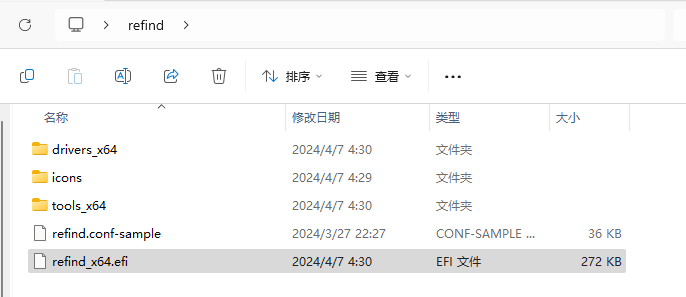 refind
排序
查看
名称 修改日期 类型 大小
drivers_x64 2024/4/7 4:30 文件夹
icons 2024/4/7 4:29 文件夹
tools_x64 2024/4/7 4:30 文件夹
refind.conf-sample 2024/3/27 22:27 CONF-SAMPLE ... 36 KB
refind_x64.efi 2024/4/7 4:30 EFI 文件 272 KB